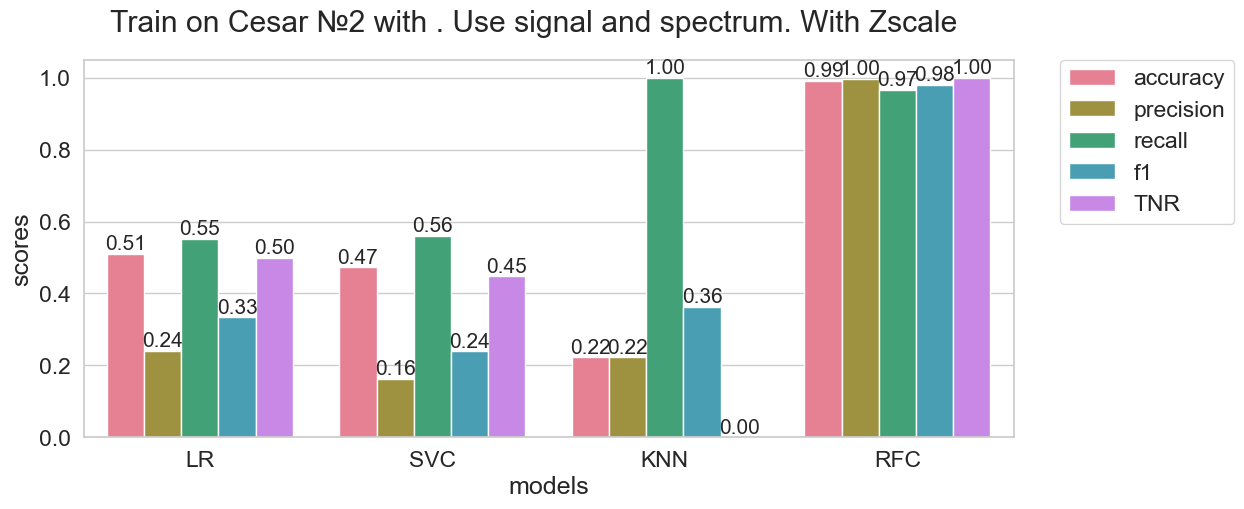 Train on Cesar №2 with . Use signal and spectrum. With Zscale
scores
1.0
0.8
0.6
0.4
0.2
0.0
0.51
0.24
0.55
0.33
0.50
0.47
0.16
0.56
0.24
0.45
0.22
0.22
1.00
0.36
0.00
0.99
1.00
0.97
0.98
1.00
LR
SVC
KNN
RFC
models
accuracy
precision
recall
f1
TNR